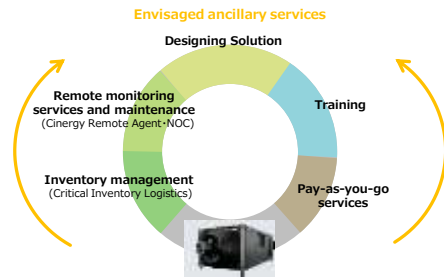 Envisaged ancillary services
Designing Solution
Remote monitoring
services and maintenance
(Cinergy Remote Agent・NOC)
Training
Inventory management
(Critical Inventory Logistics)
Pay-as-you-go
services